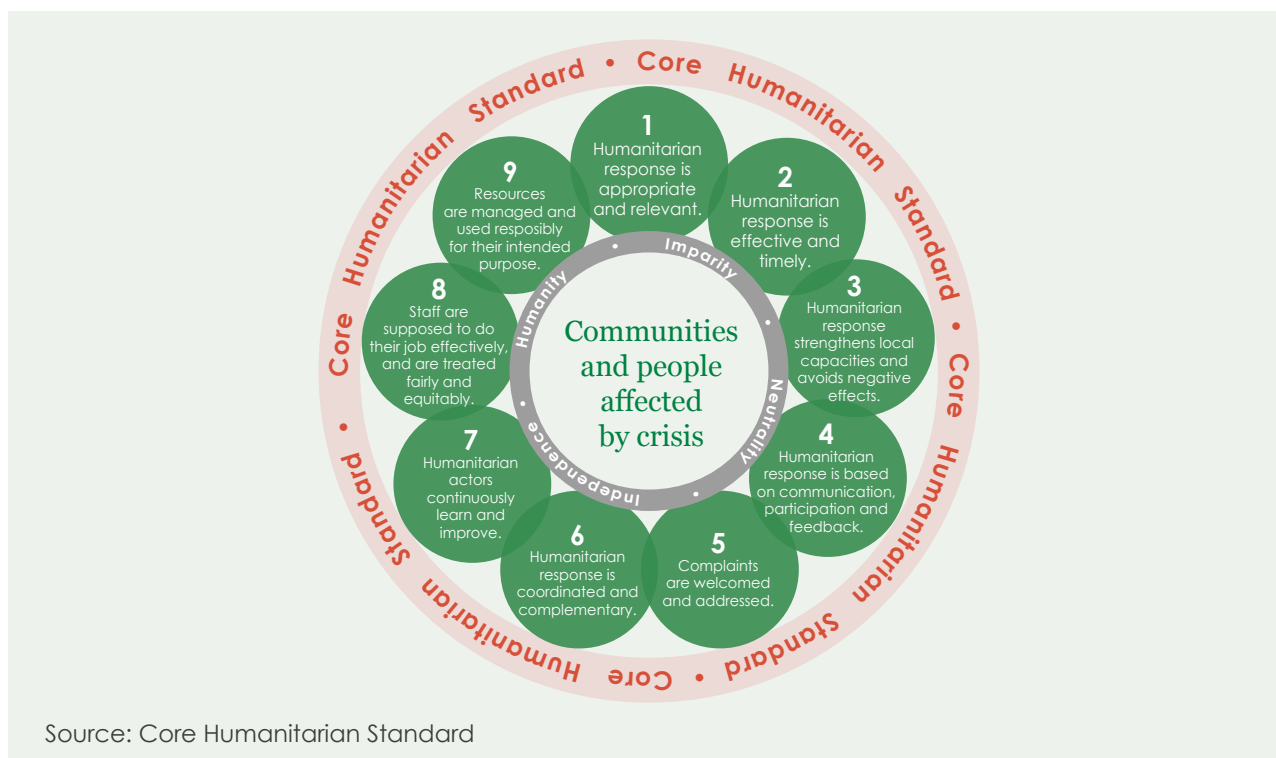 Core Humanitarian Standard • Core Humanitarian Standard • Core Humanitarian Standard • Core Humanitarian Standard •
1
Humanitarian
response is
appropriate
and relevant.
2
Humanitarian
response is
effective and
timely.
3
Humanitarian
response
strengthens local
capacities and
avoids negative
effects.
4
Humanitarian
response is based
on communication,
participation and
feedback.
5
Complaints
are welcomed
and addressed.
6
Humanitarian
response is
coordinated and
complementary.
7
Humanitarian
actors
continuously
learn and
improve.
8
Staff are
supposed to do
their job effectively,
and are treated
fairly and
equitably.
9
Resources
are managed and
used resposibly
for their intended
purpose.
Humanity • Imparity • Neutrality • Independence •
Communities
and people
affected
by crisis
Source: Core Humanitarian Standard